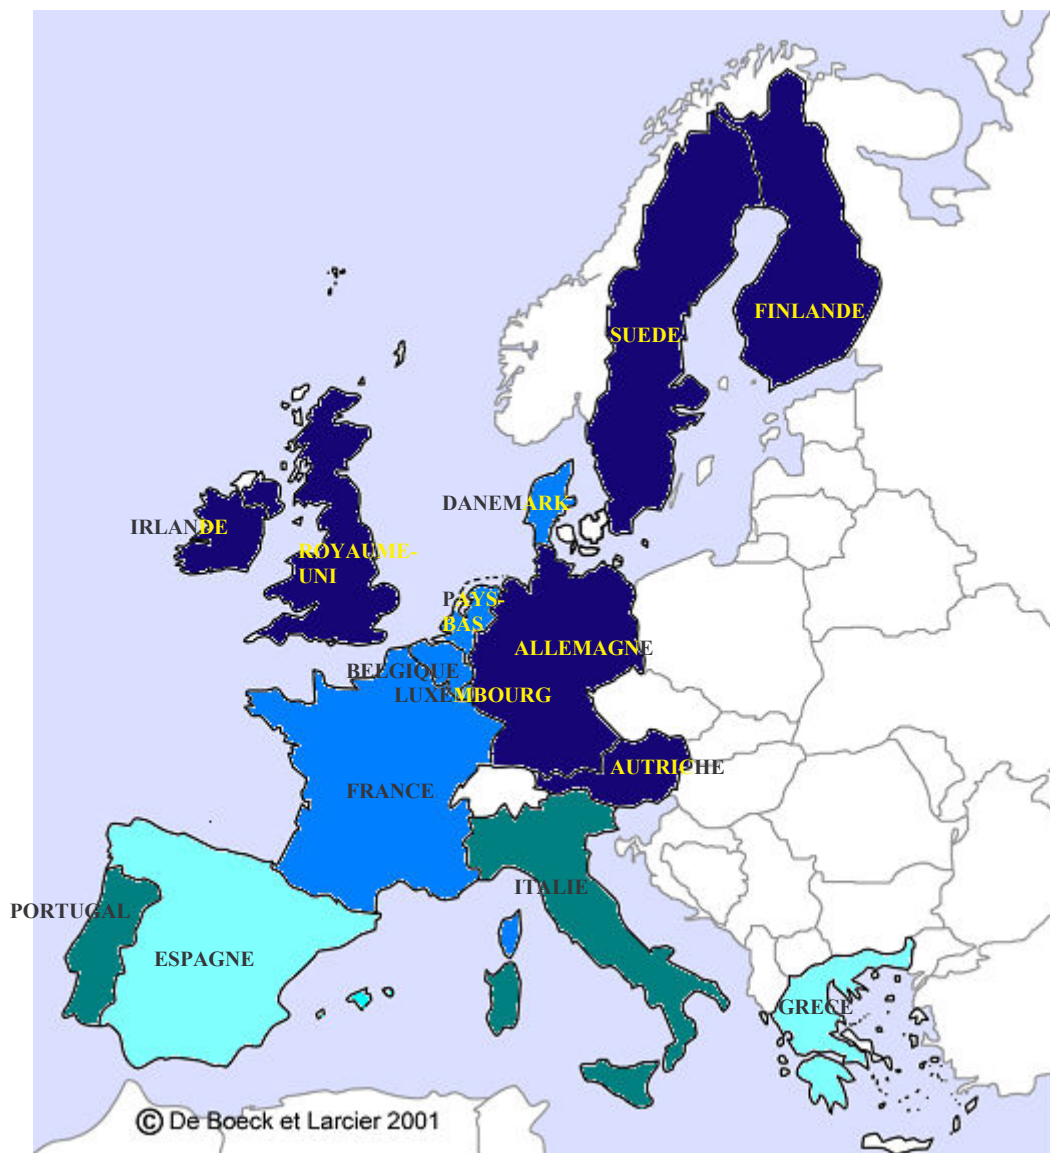 FINLANDE
SUEDE
DANEMARK
IRLANDE
ROYAUME-
UNI
PAYS-
BAS
ALLEMAGNE
BELGIQUE
LUXEMBOURG
AUTRICHE
FRANCE
ITALIE
PORTUGAL
ESPAGNE
GRECE
© De Boeck et Larcier 2001